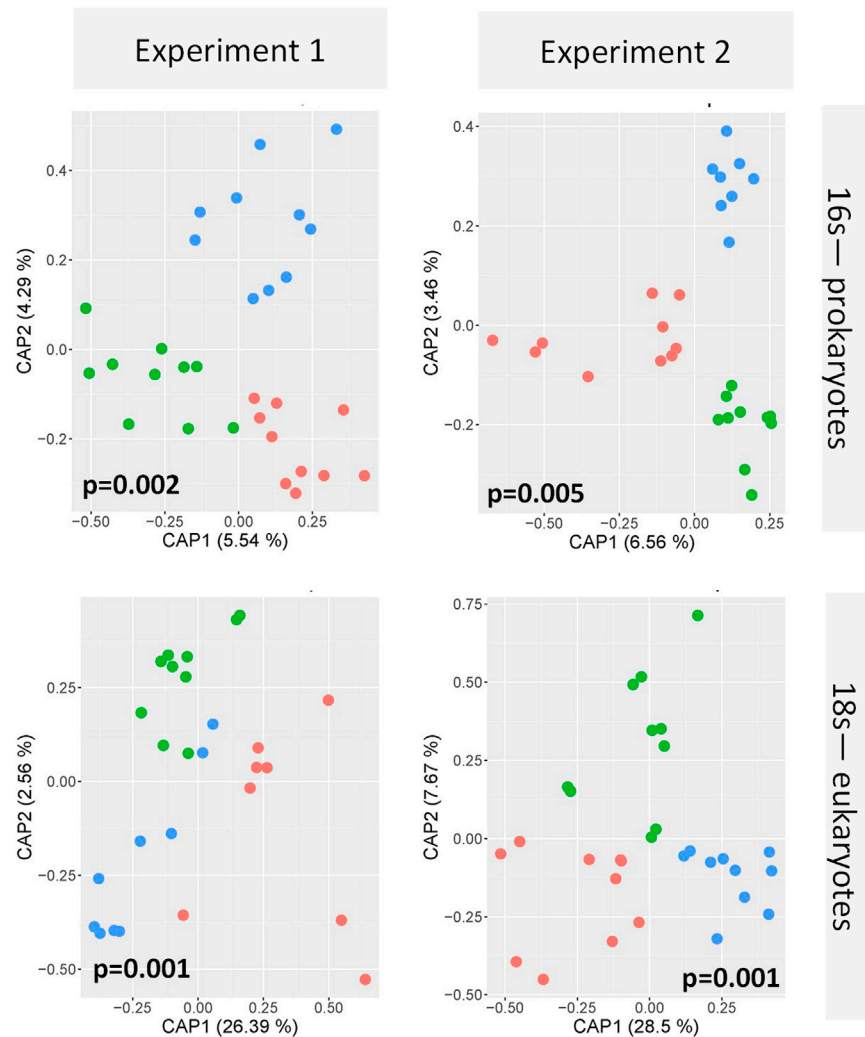 Experiment 1
Experiment 2
0.4
0.2
0.0
−0.2
CAP2 (4.29 %)
p=0.002
−0.50 −0.25 0.00 0.25
CAP1 (5.54 %)
0.4
0.2
0.0
−0.2
CAP2 (3.46 %)
p=0.005
−0.50 −0.25 0.00 0.25
CAP1 (6.56 %)
16s— prokaryotes
0.25
0.00
−0.25
−0.50
CAP2 (2.56 %)
p=0.001
−0.25 0.00 0.25 0.50
CAP1 (26.39 %)
0.75
0.50
0.25
0.00
−0.25
−0.50
CAP2 (7.67 %)
p=0.001
−0.50 −0.25 0.00 0.25
CAP1 (28.5 %)
18s— eukaryotes